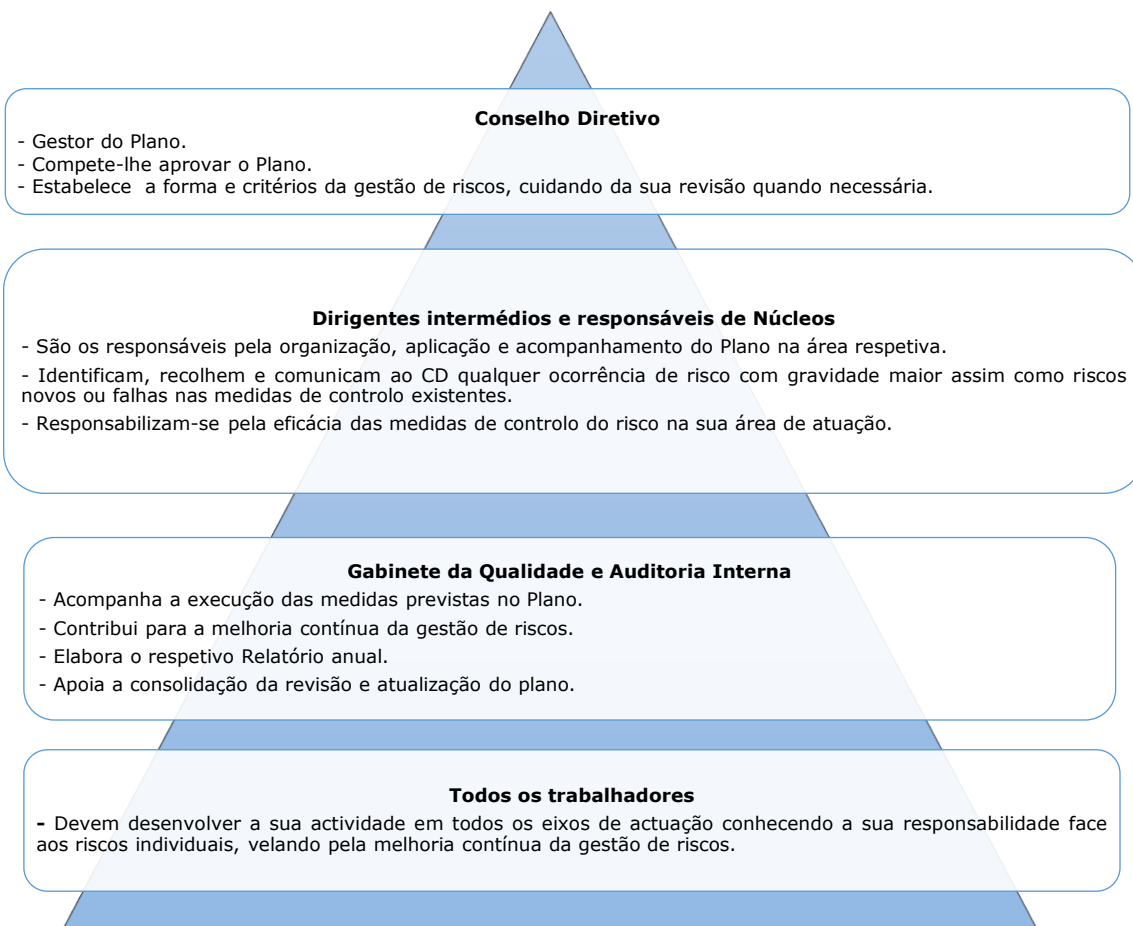 Conselho Diretivo
- Gestor do Plano.
- Compete-lhe aprovar o Plano.
- Estabelece a forma e critérios da gestão de riscos, cuidando da sua revisão quando necessária.
Dirigentes intermédios e responsáveis de Núcleos
- São os responsáveis pela organização, aplicação e acompanhamento do Plano na área respetiva.
- Identificam, recolhem e comunicam ao CD qualquer ocorrência de risco com gravidade maior assim como riscos
novos ou falhas nas medidas de controlo existentes.
- Responsabilizam-se pela eficácia das medidas de controlo do risco na sua área de atuação.
Gabinete da Qualidade e Auditoria Interna
- Acompanha a execução das medidas previstas no Plano.
- Contribui para a melhoria contínua da gestão de riscos.
- Elabora o respetivo Relatório anual.
- Apoia a consolidação da revisão e atualização do plano.
Todos os trabalhadores
- Devem desenvolver a sua actividade em todos os eixos de actuação conhecendo a sua responsabilidade face
aos riscos individuais, velando pela melhoria contínua da gestão de riscos.